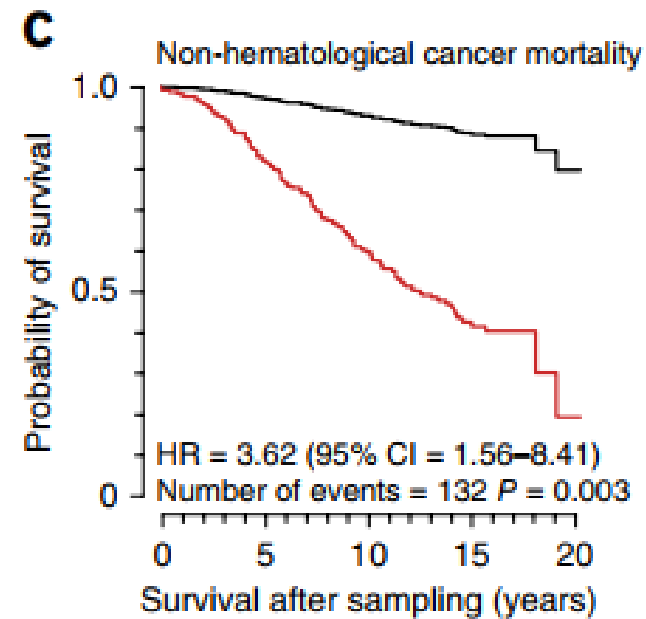 C
Non-hematological cancer mortality
1.0
0.5
0
Probability of survival
HR = 3.62 (95% CI = 1.56–8.41)
Number of events = 132 P = 0.003
0 5 10 15 20
Survival after sampling (years)